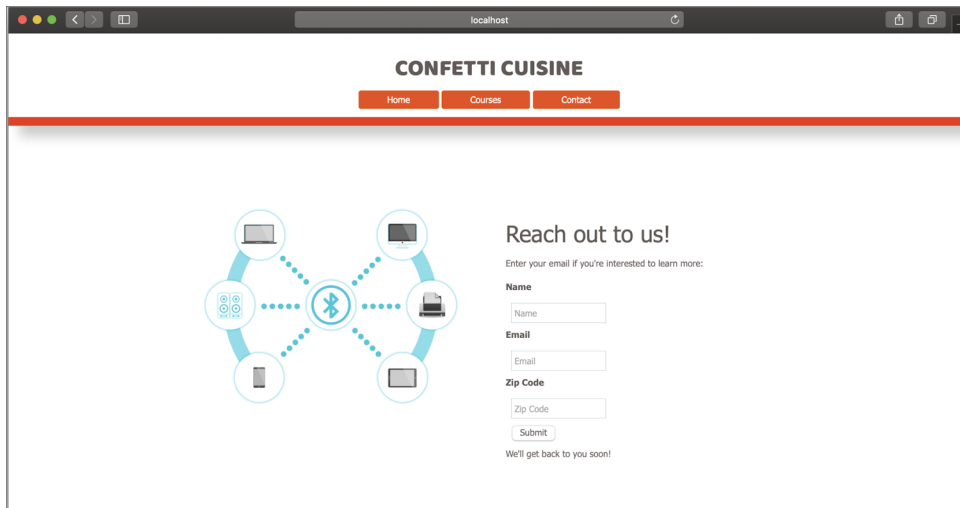 localhost
CONFETTI CUISINE
Home Courses Contact
Reach out to us!
Enter your email if you're interested to learn more:
Name
Name
Email
Email
Zip Code
Zip Code
Submit
We'll get back to you soon!